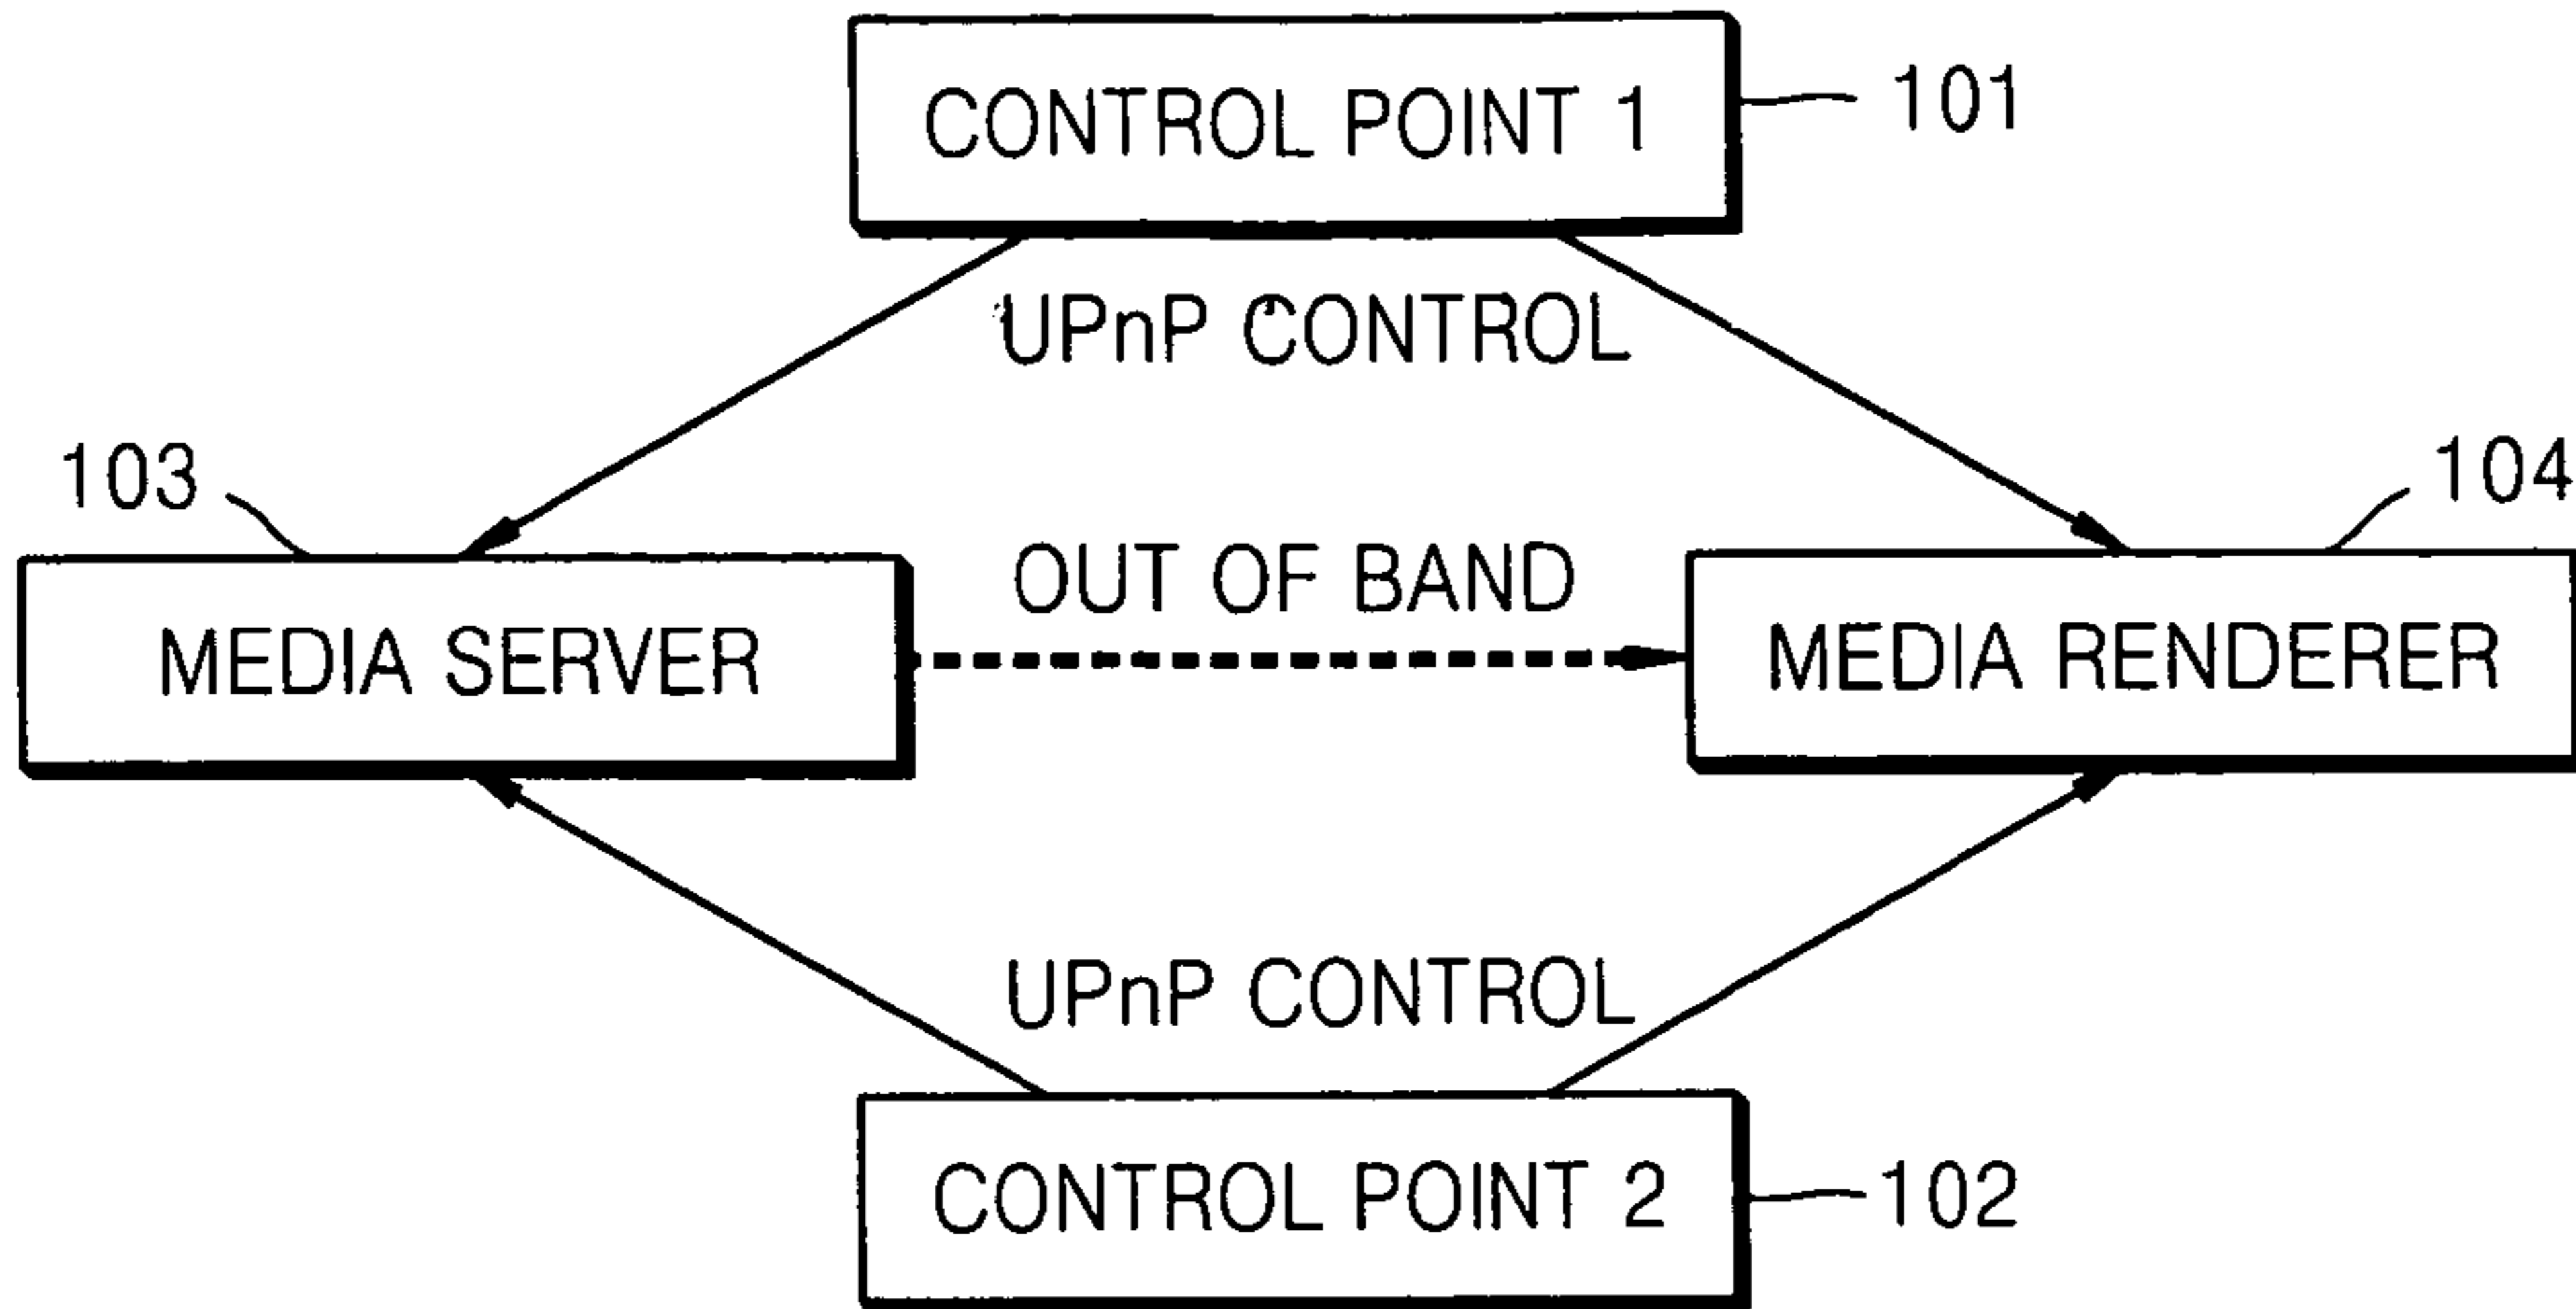 CONTROL POINT 1
101
UPnP CONTROL
103
104
OUT OF BAND
MEDIA SERVER
MEDIA RENDERER
UPnP CONTROL
CONTROL POINT 2
102